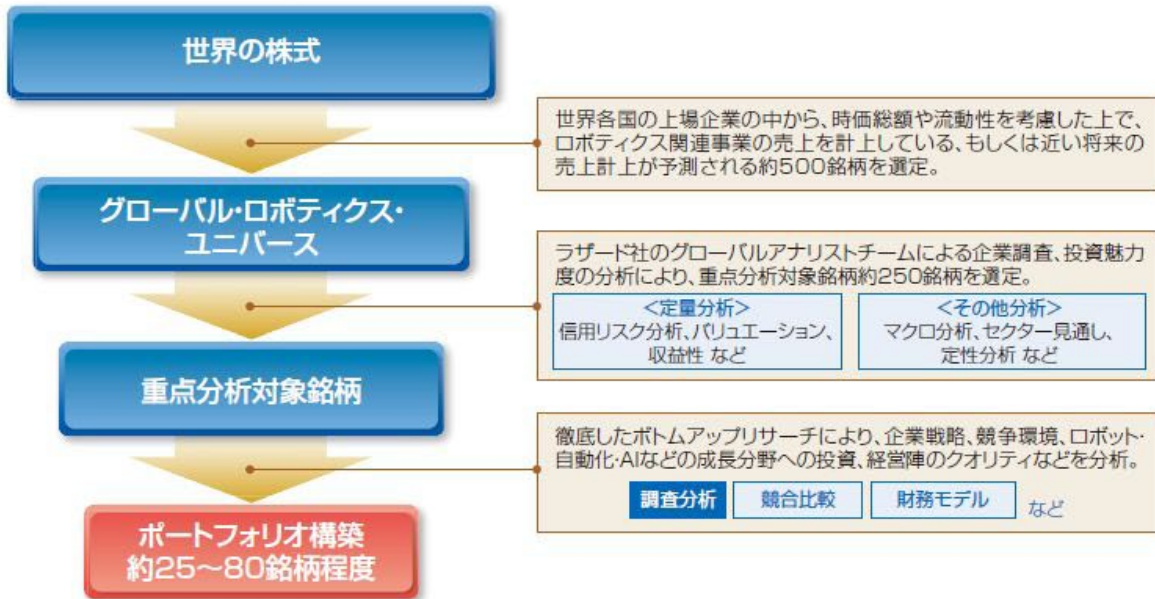 世界の株式
世界各国の上場企業の中から、時価総額や流動性を考慮した上で、
ロボティクス関連事業の売上を計上している、もしくは近い将来の
売上計上が予測される約500銘柄を選定。
グローバル・ロボティクス・
ユニバース
ラザード社のグローバルアナリストチームによる企業調査、投資魅力
度の分析により、重点分析対象銘柄約250銘柄を選定。
<定量分析>
信用リスク分析、バリュエーション、
収益性 など
<その他分析>
マクロ分析、セクター見通し、
定性分析 など
重点分析対象銘柄
徹底したボトムアップリサーチにより、企業戦略、競争環境、ロボット・
自動化・AIなどの成長分野への投資、経営陣のクオリティなどを分析。
調査分析
競合比較
財務モデル
など
ポートフォリオ構築
約25〜80銘柄程度